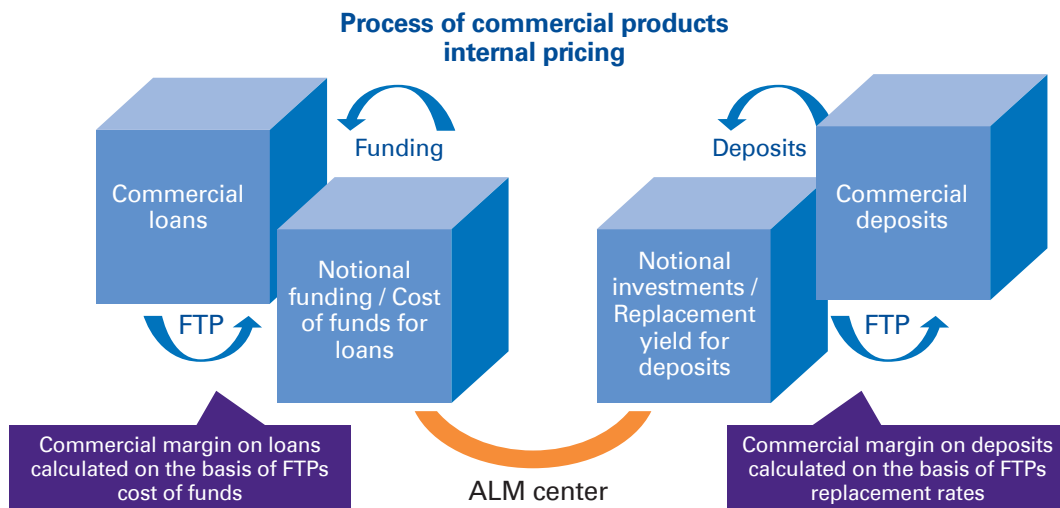 Process of commercial products
internal pricing
Funding
Deposits
Commercial
loans
Commercial
deposits
Notional
funding / Cost
of funds for
loans
Notional
investments /
Replacement
yield for
deposits
FTP
FTP
Commercial margin on loans
calculated on the basis of FTPs
cost of funds
Commercial margin on deposits
calculated on the basis of FTPs
replacement rates
ALM center